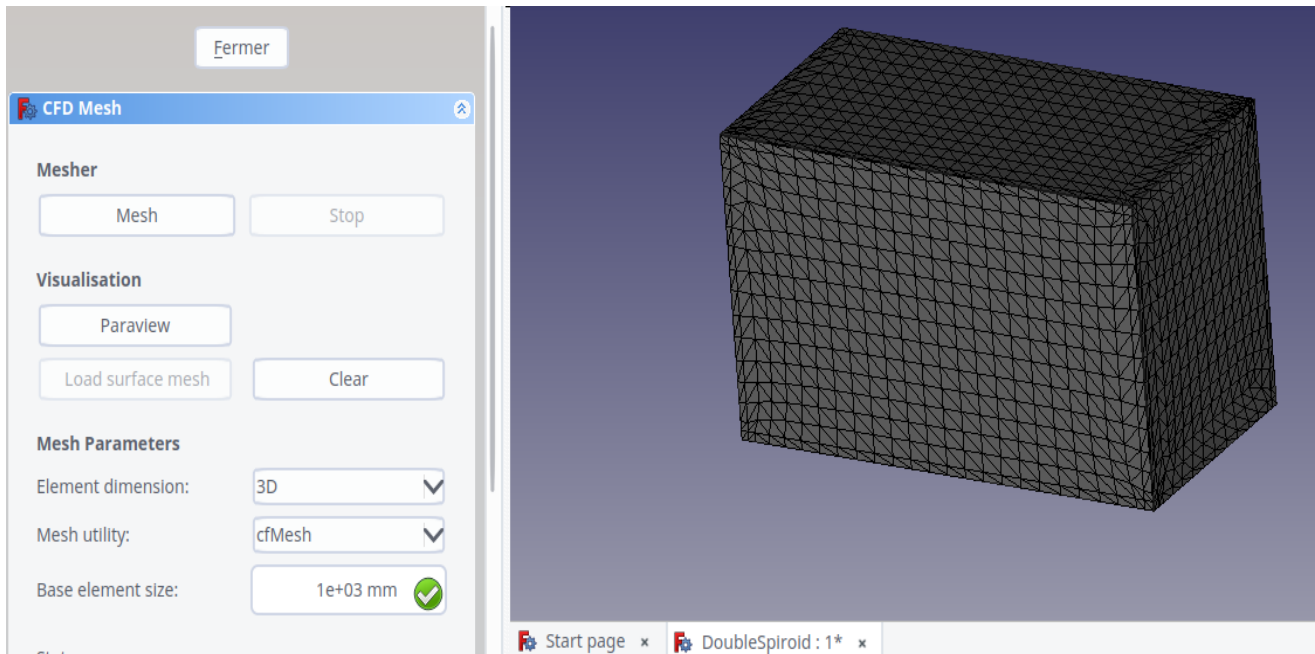 Fermer
CFD Mesh
Mesher
Mesh Stop
Visualisation
Paraview
Load surface mesh Clear
Mesh Parameters
Element dimension: 3D
Mesh utility: cfMesh
Base element size: 1e+03 mm
Start page × DoubleSpiroid : 1* ×